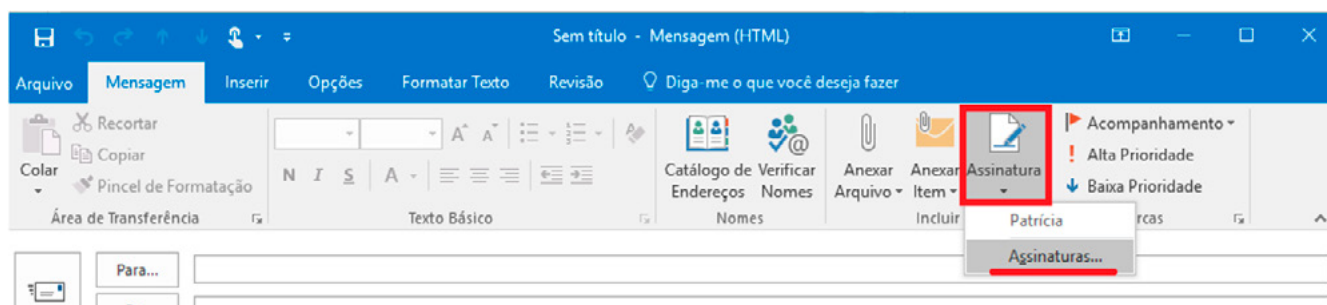 Sem título - Mensagem (HTML)
Arquivo Mensagem Inserir Opções Formatar Texto Revisão Diga-me o que você deseja fazer
Colar
Recortar
Copiar
Pincel de Formatação
Área de Transferência
N I S A
Texto Básico
Catálogo de Endereços
Verificar Nomes
Nomes
Anexar Arquivo
Anexar Item
Assinatura
Incluir
Patrícia
Assinaturas...
Acompanhamento
Alta Prioridade
Baixa Prioridade
rcas
Para...